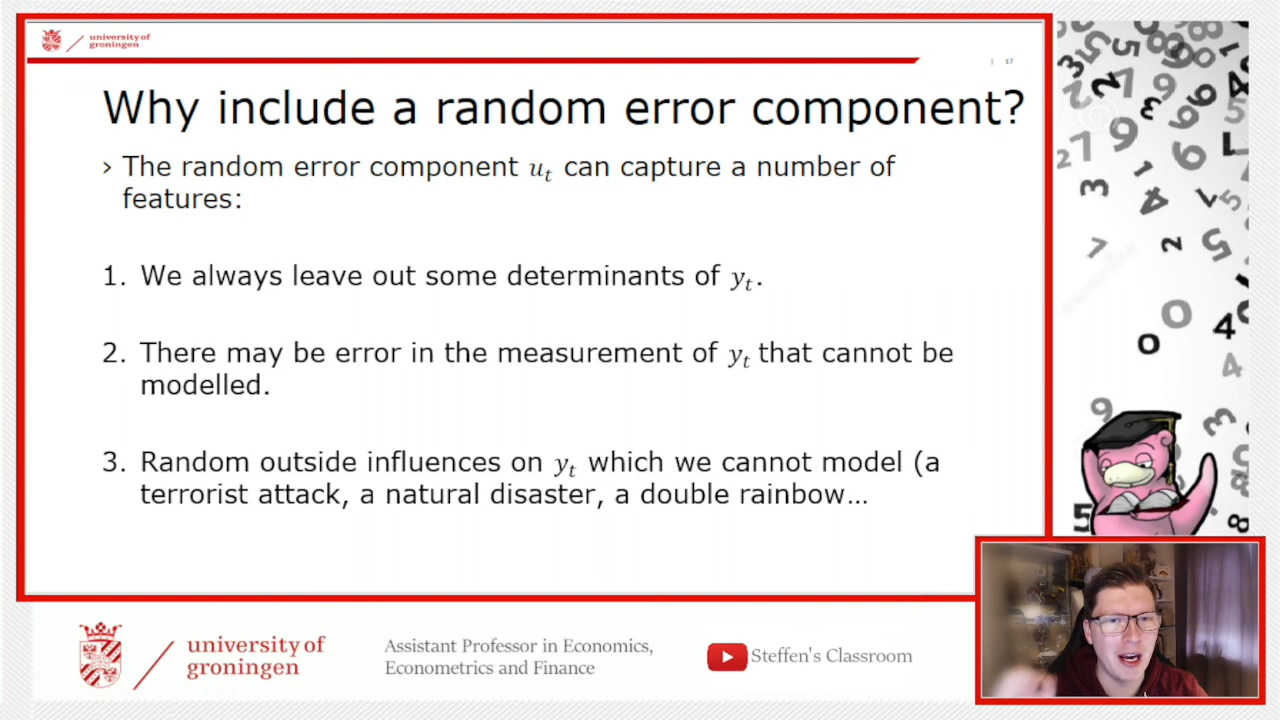 university of
groningen
| 17
Why include a random error component?
› The random error component uₜ can capture a number of
features:
1. We always leave out some determinants of yₜ.
2. There may be error in the measurement of yₜ that cannot be
modelled.
3. Random outside influences on yₜ which we cannot model (a
terrorist attack, a natural disaster, a double rainbow…
university of
groningen
Assistant Professor in Economics,
Econometrics and Finance
Steffen's Classroom